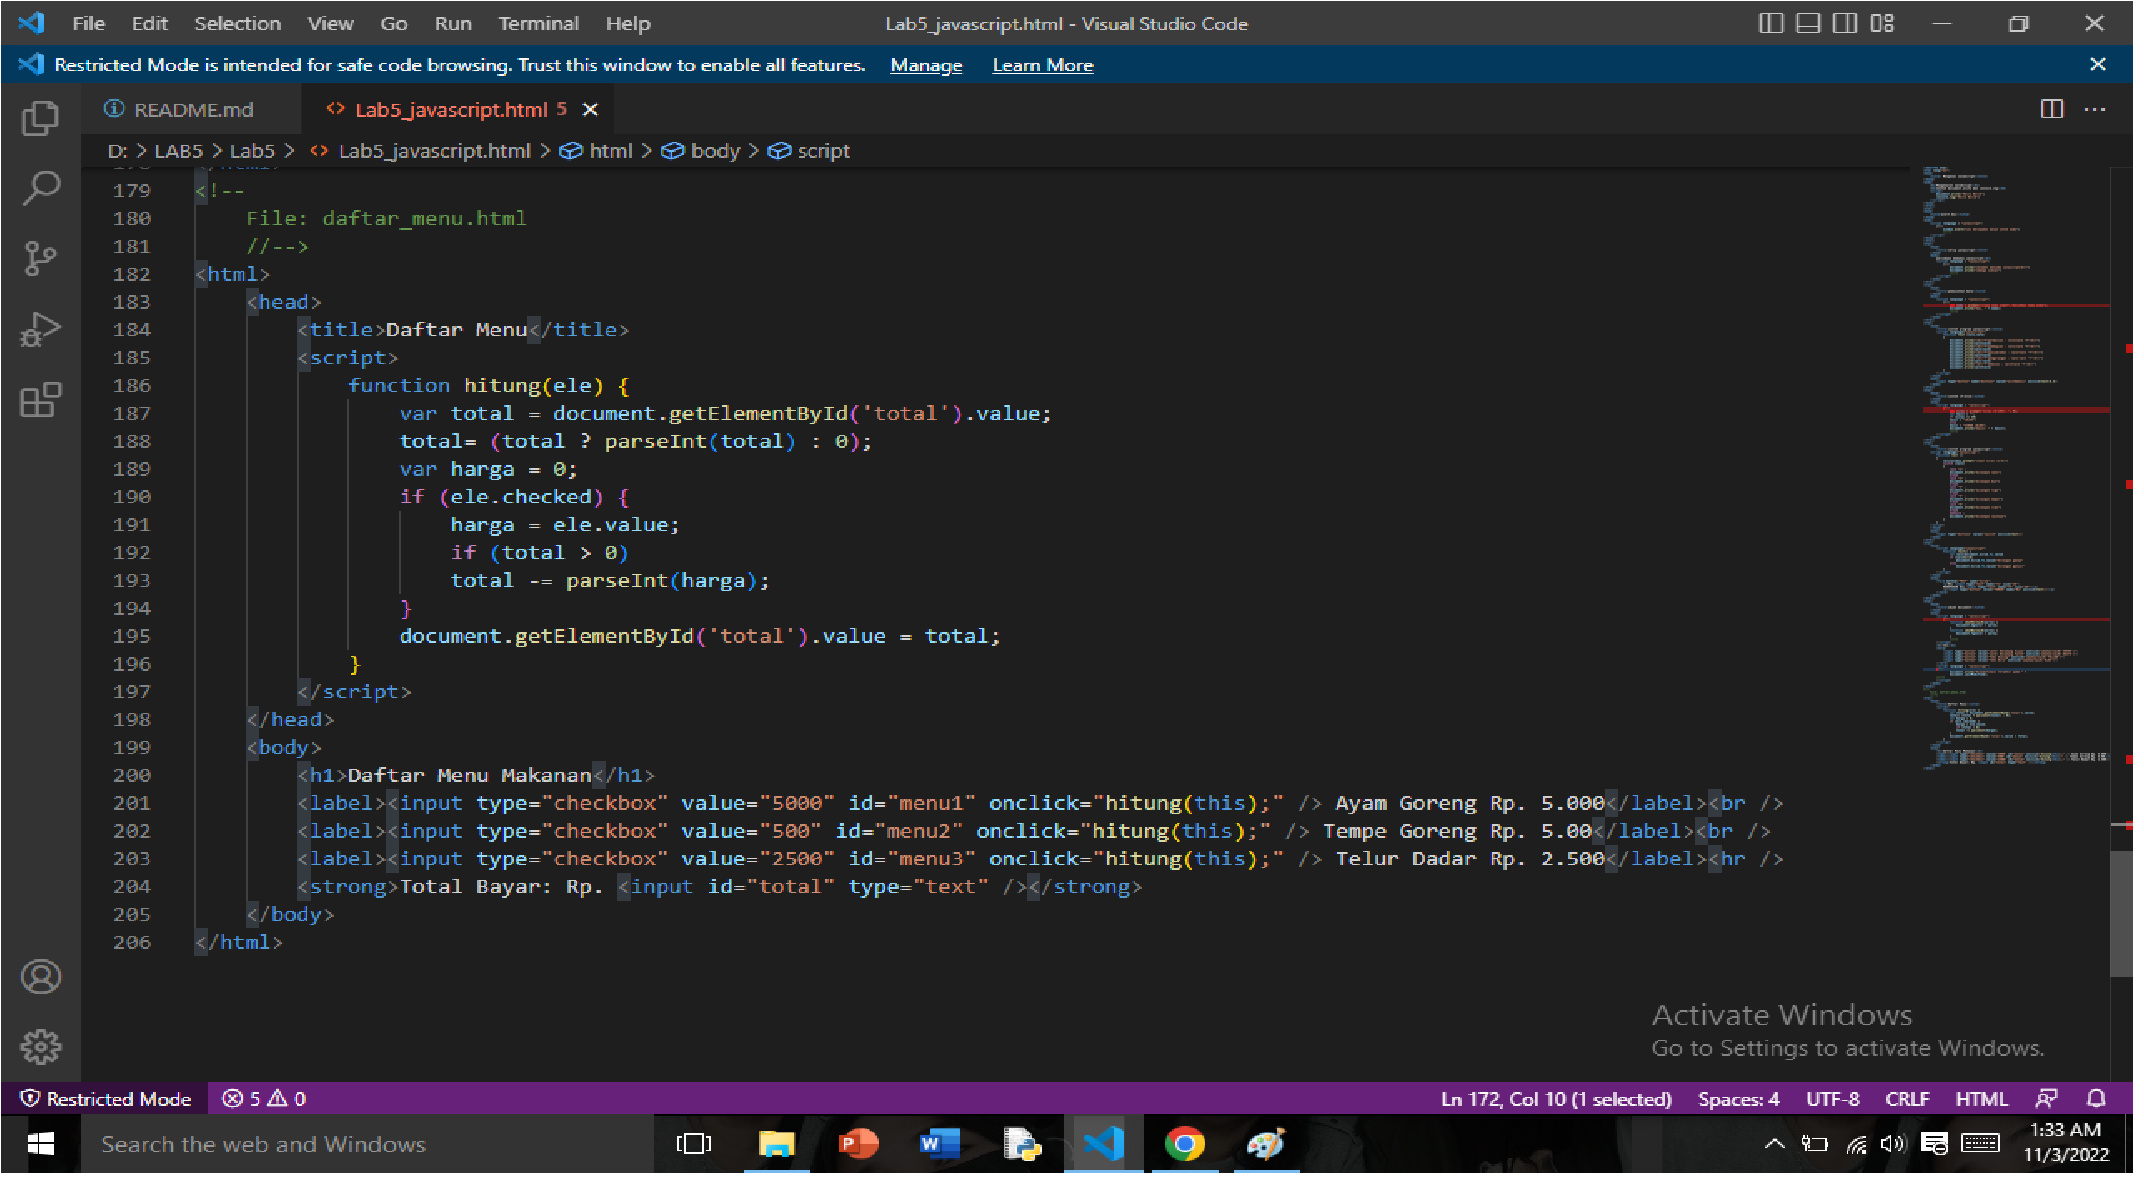 File Edit Selection View Go Run Terminal Help Lab5_javascript.html - Visual Studio Code
Restricted Mode is intended for safe code browsing. Trust this window to enable all features. Manage Learn More
README.md Lab5_javascript.html 5
D: > LAB5 > Lab5 > Lab5_javascript.html > html > body > script
179 <!--
180 File: daftar_menu.html
181 //-->
182 <html>
183 <head>
184 <title>Daftar Menu</title>
185 <script>
186 function hitung(ele) {
187 var total = document.getElementById('total').value;
188 total= (total ? parseInt(total) : 0);
189 var harga = 0;
190 if (ele.checked) {
191 harga = ele.value;
192 if (total > 0)
193 total -= parseInt(harga);
194 }
195 document.getElementById('total').value = total;
196 }
197 </script>
198 </head>
199 <body>
200 <h1>Daftar Menu Makanan</h1>
201 <label><input type="checkbox" value="5000" id="menu1" onclick="hitung(this);" /> Ayam Goreng Rp. 5.000</label><br />
202 <label><input type="checkbox" value="500" id="menu2" onclick="hitung(this);" /> Tempe Goreng Rp. 5.00</label><br />
203 <label><input type="checkbox" value="2500" id="menu3" onclick="hitung(this);" /> Telur Dadar Rp. 2.500</label><hr />
204 <strong>Total Bayar: Rp. <input id="total" type="text" /></strong>
205 </body>
206 </html>
Activate Windows
Go to Settings to activate Windows.
Restricted Mode 5 0 Ln 172, Col 10 (1 selected) Spaces: 4 UTF-8 CRLF HTML
Search the web and Windows
1:33 AM
11/3/2022